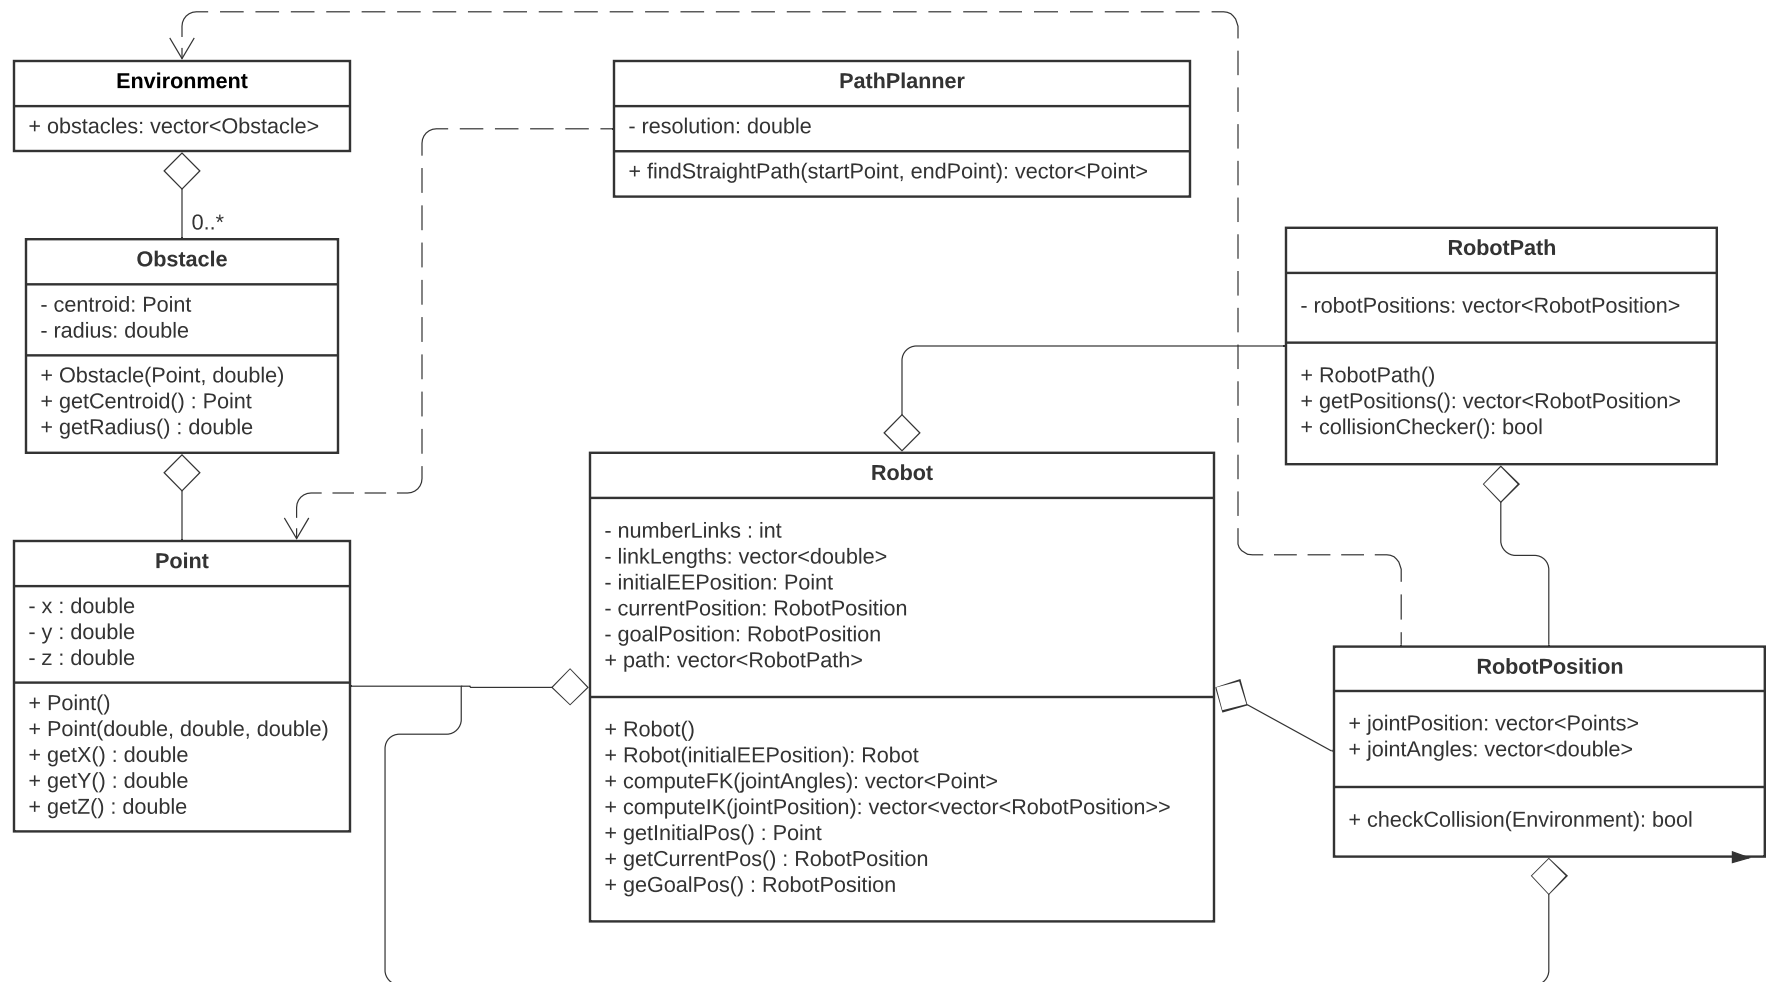 Environment
+ obstacles: vector<Obstacle>
0..*
Obstacle
- centroid: Point
- radius: double
+ Obstacle(Point, double)
+ getCentroid() : Point
+ getRadius() : double
Point
- x : double
- y : double
- z : double
+ Point()
+ Point(double, double, double)
+ getX() : double
+ getY() : double
+ getZ() : double
PathPlanner
- resolution: double
+ findStraightPath(startPoint, endPoint): vector<Point>
Robot
- numberLinks : int
- linkLengths: vector<double>
- initialEEPosition: Point
- currentPosition: RobotPosition
- goalPosition: RobotPosition
+ path: vector<RobotPath>
+ Robot()
+ Robot(initialEEPosition): Robot
+ computeFK(jointAngles): vector<Point>
+ computeIK(jointPosition): vector<vector<RobotPosition>>
+ getInitialPos() : Point
+ getCurrentPos() : RobotPosition
+ geGoalPos() : RobotPosition
RobotPath
- robotPositions: vector<RobotPosition>
+ RobotPath()
+ getPositions(): vector<RobotPosition>
+ collisionChecker(): bool
RobotPosition
+ jointPosition: vector<Points>
+ jointAngles: vector<double>
+ checkCollision(Environment): bool